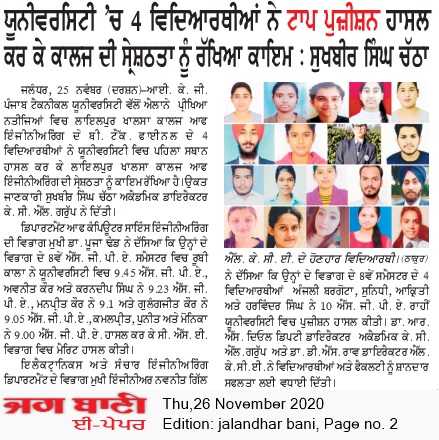 ਯੂਨੀਵਰਸਿਟੀ 'ਚ 4 ਵਿਦਿਆਰਥੀਆਂ ਨੇ ਟਾਪ ਪੁਜ਼ੀਸ਼ਨ ਹਾਸਲ
ਕਰ ਕੇ ਕਾਲਜ ਦੀ ਸ੍ਰੇਸ਼ਠਤਾ ਨੂੰ ਰੱਖਿਆ ਕਾਇਮ : ਸੁਖਬੀਰ ਸਿੰਘ ਚੱਠਾ
ਜਲੰਧਰ, 25 ਨਵੰਬਰ (ਦਰਸ਼ਨ)–ਆਈ. ਕੇ. ਜੀ.
ਪੰਜਾਬ ਟੈਕਨੀਕਲ ਯੂਨੀਵਰਸਿਟੀ ਵੱਲੋਂ ਐਲਾਨੇ ਪ੍ਰੀਖਿਆ
ਨਤੀਜਿਆਂ ਵਿਚ ਲਾਇਲਪੁਰ ਖਾਲਸਾ ਕਾਲਜ ਆਫ
ਇੰਜੀਨੀਅਰਿੰਗ ਦੇ ਬੀ. ਟੈੱਕ. ਫਾਈਨਲ ਦੇ 4
ਵਿਦਿਆਰਥੀਆਂ ਨੇ ਯੂਨੀਵਰਸਿਟੀ ਵਿਚ ਪਹਿਲਾ ਸਥਾਨ
ਹਾਸਲ ਕਰ ਕੇ ਲਾਇਲਪੁਰ ਖਾਲਸਾ ਕਾਲਜ ਆਫ
ਇੰਜੀਨੀਅਰਿੰਗ ਦੀ ਸ੍ਰੇਸ਼ਠਤਾ ਨੂੰ ਕਾਇਮ ਰੱਖਿਆ ਹੈ। ਉਕਤ
ਜਾਣਕਾਰੀ ਸੁਖਬੀਰ ਸਿੰਘ ਚੱਠਾ ਅਕੈਡਮਿਕ ਡਾਇਰੈਕਟਰ
ਕੇ. ਸੀ. ਐੱਲ. ਗਰੁੱਪ ਨੇ ਦਿੱਤੀ।
ਡਿਪਾਰਟਮੈਂਟ ਆਫ ਕੰਪਿਊਟਰ ਸਾਇੰਸ ਇੰਜੀਨੀਅਰਿੰਗ
ਦੀ ਵਿਭਾਗ ਮੁਖੀ ਡਾ. ਪੂਜਾ ਢੰਡ ਨੇ ਦੱਸਿਆ ਕਿ ਉਨ੍ਹਾਂ ਦੇ
ਵਿਭਾਗ ਦੇ 8ਵੇਂ ਐੱਸ. ਜੀ. ਪੀ. ਏ. ਸਮੈਸਟਰ ਵਿਚ ਰੂਬੀ
ਕਾਲਾ ਨੇ ਯੂਨੀਵਰਸਿਟੀ ਵਿਚ 9.45 ਐੱਸ. ਜੀ. ਪੀ. ਏ.,
ਅਵਨੀਤ ਕੌਰ ਅਤੇ ਕਰਨਦੀਪ ਸਿੰਘ ਨੇ 9.23 ਐੱਸ. ਜੀ.
ਪੀ. ਏ., ਮਨਪ੍ਰੀਤ ਕੌਰ ਨੇ 9.1 ਅਤੇ ਗੁਲੰਗਜੀਤ ਕੌਰ ਨੇ
9.05 ਐੱਸ. ਜੀ. ਪੀ. ਏ., ਕਮਲਪ੍ਰੀਤ, ਪੁਨੀਤ ਅਤੇ ਮੋਨਿਕਾ
ਨੇ 9.00 ਐੱਸ. ਜੀ. ਪੀ. ਏ. ਹਾਸਲ ਕਰ ਕੇ ਸੀ. ਐੱਸ. ਈ.
ਵਿਭਾਗ ਵਿਚ ਮੈਰਿਟ ਹਾਸਲ ਕੀਤੀ।
ਇਲੈਕਟ੍ਰਾਨਿਕਸ ਅਤੇ ਸੰਚਾਰ ਇੰਜੀਨੀਅਰਿੰਗ
ਡਿਪਾਰਟਮੈਂਟ ਦੇ ਵਿਭਾਗ ਮੁਖੀ ਇੰਜੀਨੀਅਰ ਨਵਨੀਤ ਗਿੱਲ
ਐੱਲ. ਕੇ. ਸੀ. ਈ. ਦੇ ਹੋਣਹਾਰ ਵਿਦਿਆਰਥੀ। (ਠਾਕੁਰ)
ਨੇ ਦੱਸਿਆ ਕਿ ਉਨ੍ਹਾਂ ਦੇ ਵਿਭਾਗ ਦੇ 8ਵੇਂ ਸਮੈਸਟਰ ਦੇ 4
ਵਿਦਿਆਰਥੀਆਂ ਅੰਜਲੀ ਬਰਗੋਟਾ, ਸੁਨਿਧੀ, ਆਕ੍ਰਿਤੀ
ਅਤੇ ਹਰਵਿੰਦਰ ਸਿੰਘ ਨੇ 10 ਐੱਸ. ਜੀ. ਪੀ. ਏ. ਰਾਹੀਂ
ਯੂਨੀਵਰਸਿਟੀ ਵਿਚ ਪੁਜ਼ੀਸ਼ਨ ਹਾਸਲ ਕੀਤੀ। ਡਾ. ਆਰ.
ਐੱਸ. ਦਿਓਲ ਡਿਪਟੀ ਡਾਇਰੈਕਟਰ ਅਕੈਡਮਿਕ ਕੇ. ਸੀ.
ਐੱਲ. ਗਰੁੱਪ ਅਤੇ ਡਾ. ਡੀ. ਐੱਸ. ਰਾਵ ਡਾਇਰੈਕਟਰ ਐੱਲ.
ਕੇ. ਸੀ. ਈ. ਨੇ ਵਿਦਿਆਰਥੀਆਂ ਅਤੇ ਫੈਕਲਟੀ ਨੂੰ ਸ਼ਾਨਦਾਰ
ਸਫਲਤਾ ਲਈ ਵਧਾਈ ਦਿੱਤੀ।
ਜਗ ਬਾਣੀ
ਈ-ਪੇਪਰ
Thu,26 November 2020
Edition: jalandhar bani, Page no. 2